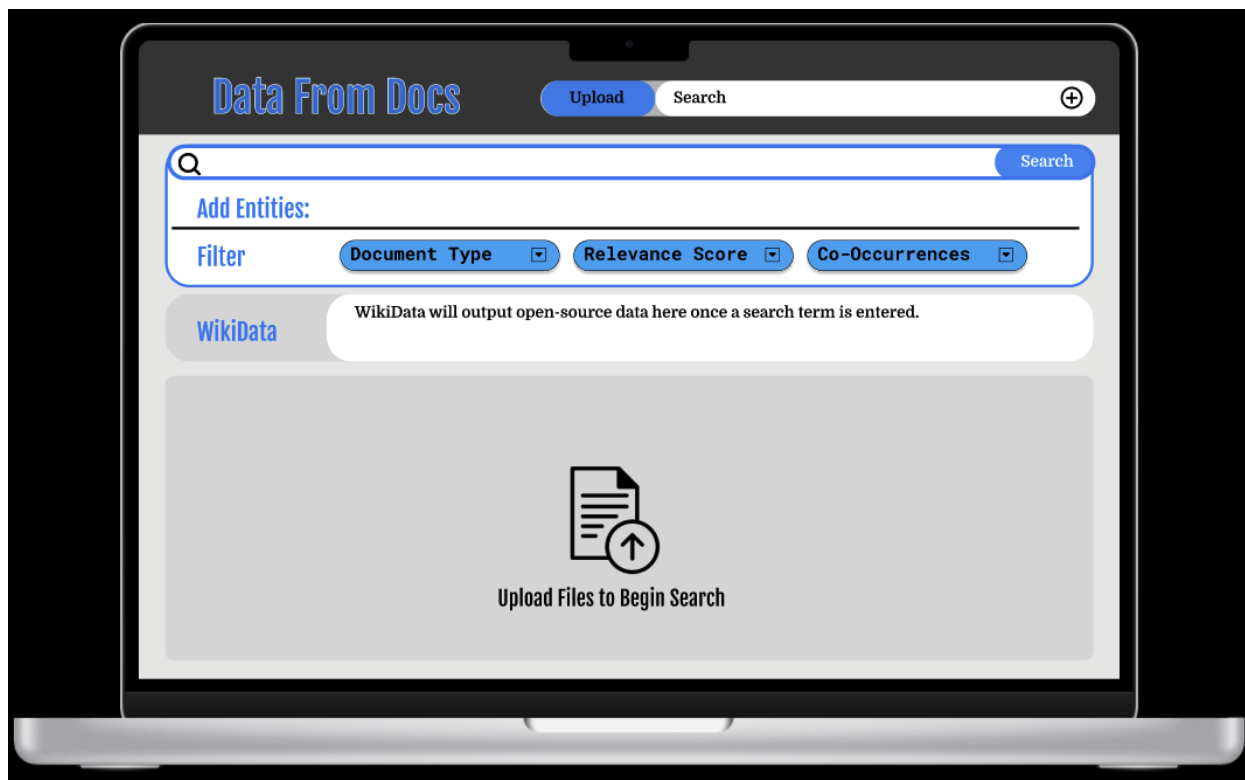 Data From Docs
Upload
Search
Search
Add Entities:
Filter
Document Type
Relevance Score
Co-Occurrences
WikiData
WikiData will output open-source data here once a search term is entered.
Upload Files to Begin Search